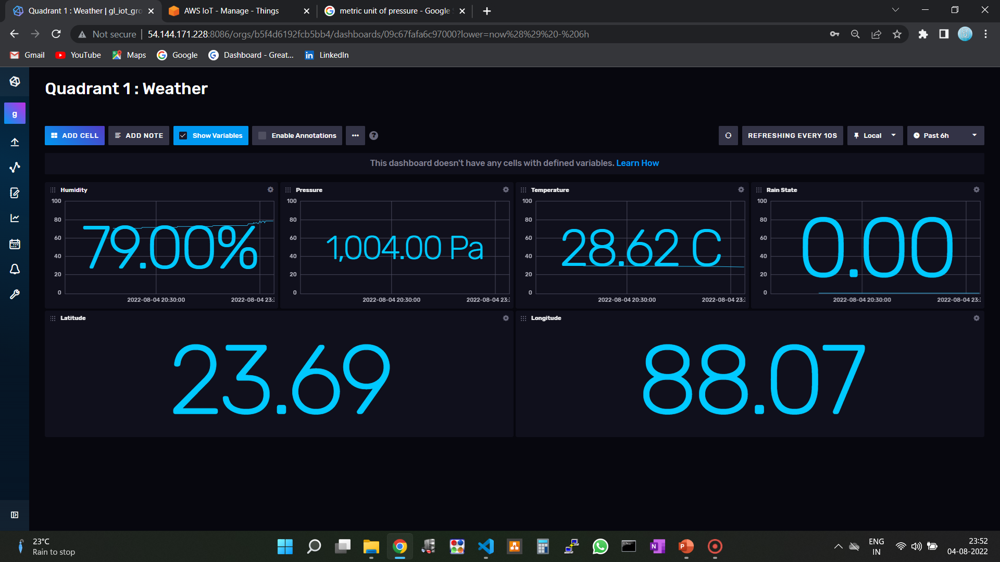 Quadrant 1 : Weather | gl_iot_gro
AWS IoT - Manage - Things
metric unit of pressure - Google S
Not secure | 54.144.171.228:8086/orgs/b5f4d6192fcb5bb4/dashboards/09c67fafa6c97000?lower=now%28%29%20-%206h
Gmail YouTube Maps Google Dashboard - Great... LinkedIn
Quadrant 1 : Weather
g
ADD CELL ADD NOTE Show Variables Enable Annotations ... ? REFRESHING EVERY 10S Local Past 6h
This dashboard doesn't have any cells with defined variables. Learn How
Humidity
100
80
60
40
20
0
79.00%
2022-08-04 20:30:00 2022-08-04 23:
Pressure
100
80
60
40
20
0
1,004.00 Pa
2022-08-04 20:30:00 2022-08-04 23:
Temperature
100
80
60
40
20
0
28.62 C
2022-08-04 20:30:00 2022-08-04 23:
Rain State
100
80
60
40
20
0
0.00
2022-08-04 20:30:00 2022-08-04 23:
Latitude
23.69
Longitude
88.07
23°C
Rain to stop
N
P
ENG
IN
23:52
04-08-2022